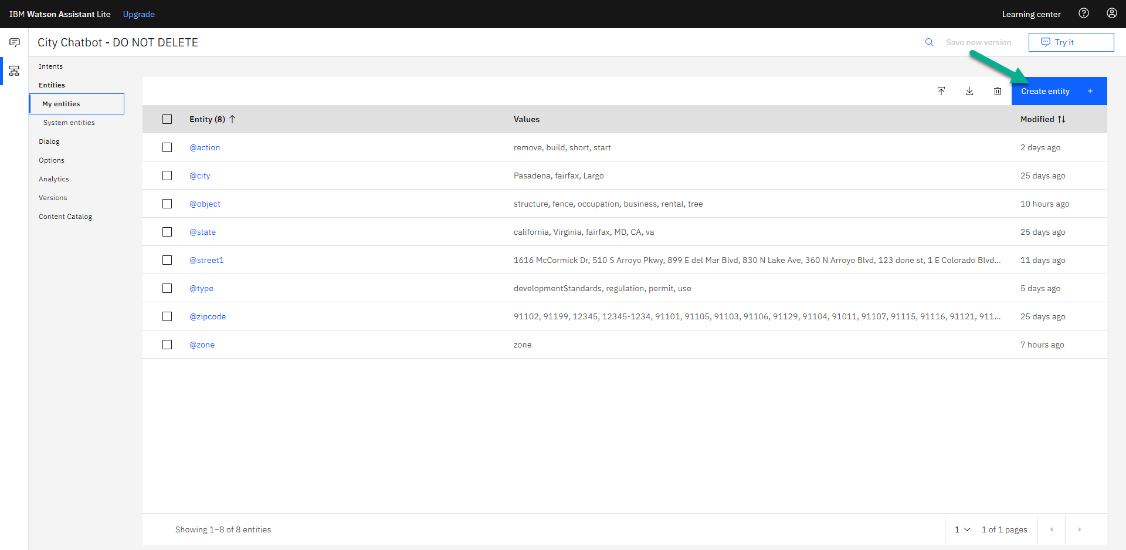 IBM Watson Assistant Lite Upgrade Learning center
City Chatbot - DO NOT DELETE Save new version Try it
Intents
Entities
My entities
System entities
Dialog
Options
Analytics
Versions
Content Catalog
Create entity +
Entity (8) ↑ Values Modified ↑↓
@action remove, build, short, start 2 days ago
@city Pasadena, fairfax, Largo 25 days ago
@object structure, fence, occupation, business, rental, tree 10 hours ago
@state california, Virginia, fairfax, MD, CA, va 25 days ago
@street1 1616 McCormick Dr, 510 S Arroyo Pkwy, 899 E del Mar Blvd, 830 N Lake Ave, 360 N Arroyo Blvd, 123 done st, 1 E Colorado Blvd... 11 days ago
@type developmentStandards, regulation, permit, use 5 days ago
@zipcode 91102, 91199, 12345, 12345-1234, 91101, 91105, 91103, 91106, 91129, 91104, 91011, 91107, 91115, 91116, 91121, 911... 25 days ago
@zone zone 7 hours ago
Showing 1–8 of 8 entities 1 1 of 1 pages